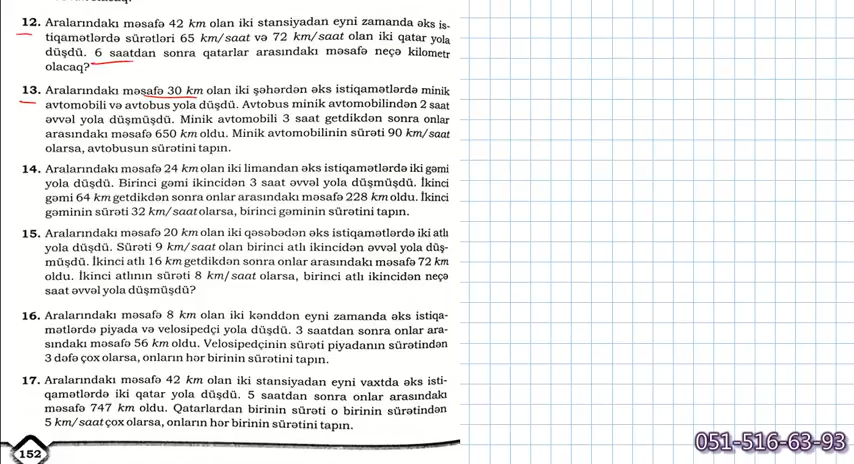 12. Aralarındakı məsafə 42 km olan iki stansiyadan eyni zamanda əks is-
tiqamətlərdə sürətləri 65 km/saat və 72 km/saat olan iki qatar yola
düşdü. 6 saatdan sonra qatarlar arasındakı məsafə neçə kilometr
olacaq?
13. Aralarındakı məsafə 30 km olan iki şəhərdən əks istiqamətlərdə minik
avtomobili və avtobus yola düşdü. Avtobus minik avtomobilindən 2 saat
əvvəl yola düşmüşdü. Minik avtomobili 3 saat getdikdən sonra onlar
arasındakı məsafə 650 km oldu. Minik avtomobilinin sürəti 90 km/saat
olarsa, avtobusun sürətini tapın.
14. Aralarındakı məsafə 24 km olan iki limandan əks istiqamətlərdə iki gəmi
yola düşdü. Birinci gəmi ikincidən 3 saat əvvəl yola düşmüşdü. İkinci
gəmi 64 km getdikdən sonra onlar arasındakı məsafə 228 km oldu. İkinci
gəminin sürəti 32 km/saat olarsa, birinci gəminin sürətini tapın.
15. Aralarındakı məsafə 20 km olan iki qəsəbədən əks istiqamətlərdə iki atlı
yola düşdü. Sürəti 9 km/saat olan birinci atlı ikincidən əvvəl yola düş-
müşdü. İkinci atlı 16 km getdikdən sonra onlar arasındakı məsafə 72 km
oldu. İkinci atlının sürəti 8 km/saat olarsa, birinci atlı ikincidən neçə
saat əvvəl yola düşmüşdü?
16. Aralarındakı məsafə 8 km olan iki kənddən eyni zamanda əks istiqa-
mətlərdə piyada və velosipedçi yola düşdü. 3 saatdan sonra onlar ara-
sındakı məsafə 56 km oldu. Velosipedçinin sürəti piyadanın sürətindən
3 dəfə çox olarsa, onların hər birinin sürətini tapın.
17. Aralarındakı məsafə 42 km olan iki stansiyadan eyni vaxtda əks isti-
qamətlərdə iki qatar yola düşdü. 5 saatdan sonra onlar arasındakı
məsafə 747 km oldu. Qatarlardan birinin sürəti o birinin sürətindən
5 km/saat çox olarsa, onların hər birinin sürətini tapın.
152
051-516-63-93